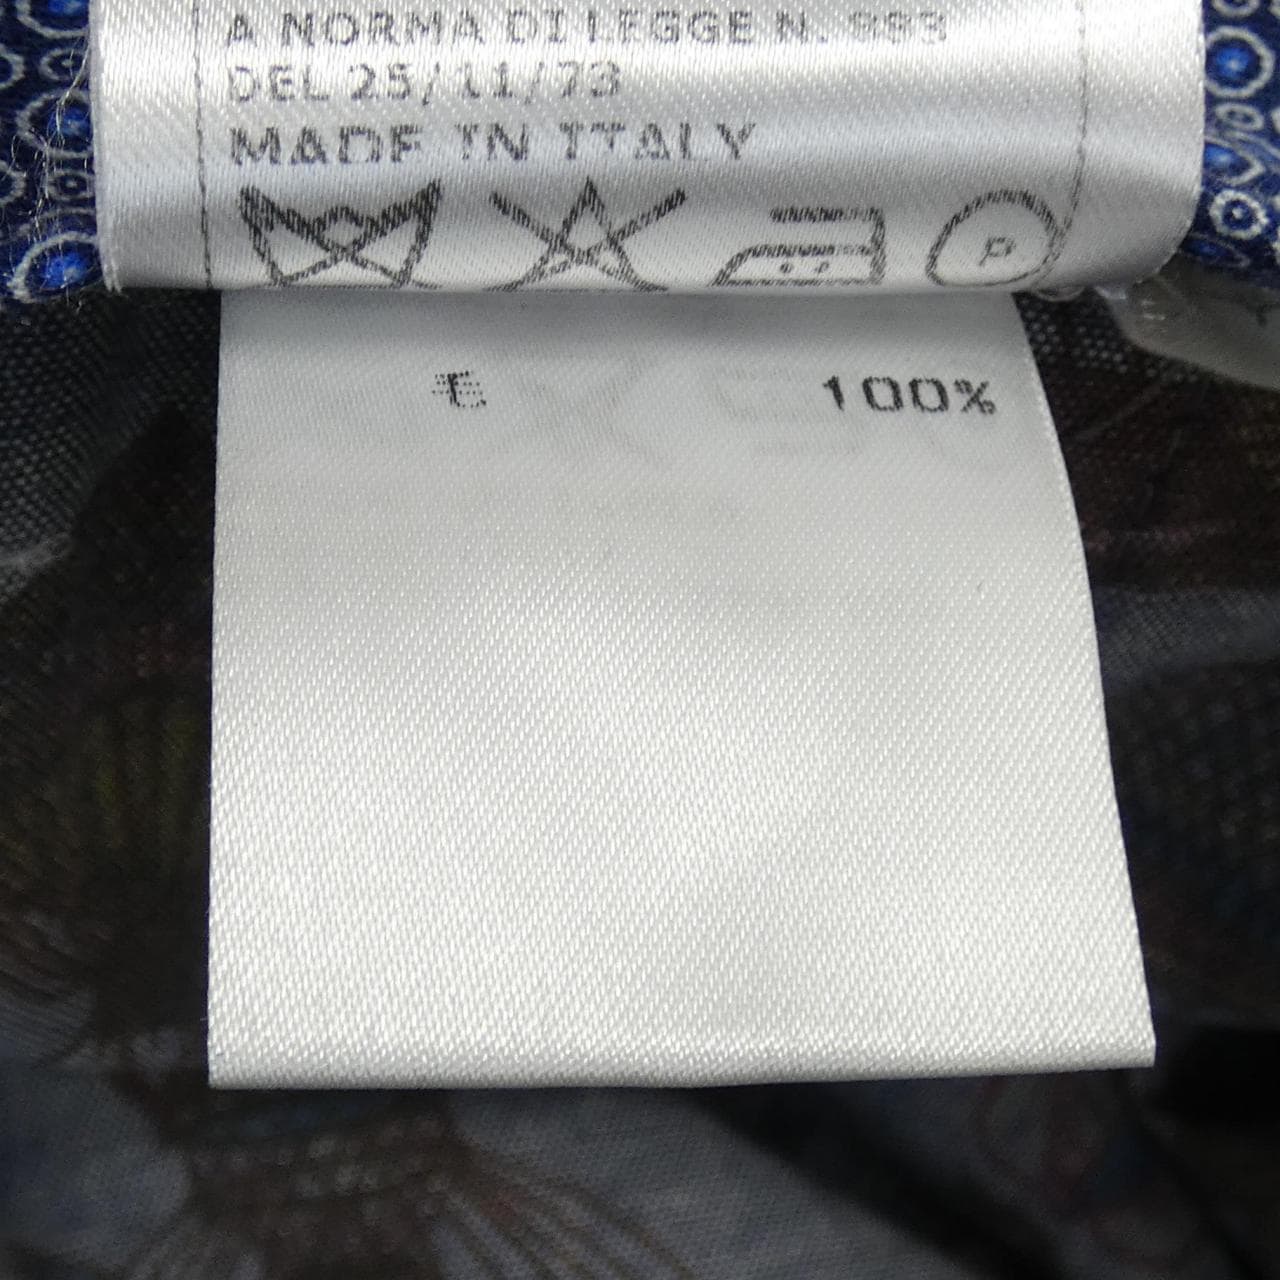 A NORMA DI LEGGE N. 883
DEL 25/11/73
MADE IN ITALY
P
毛 100%